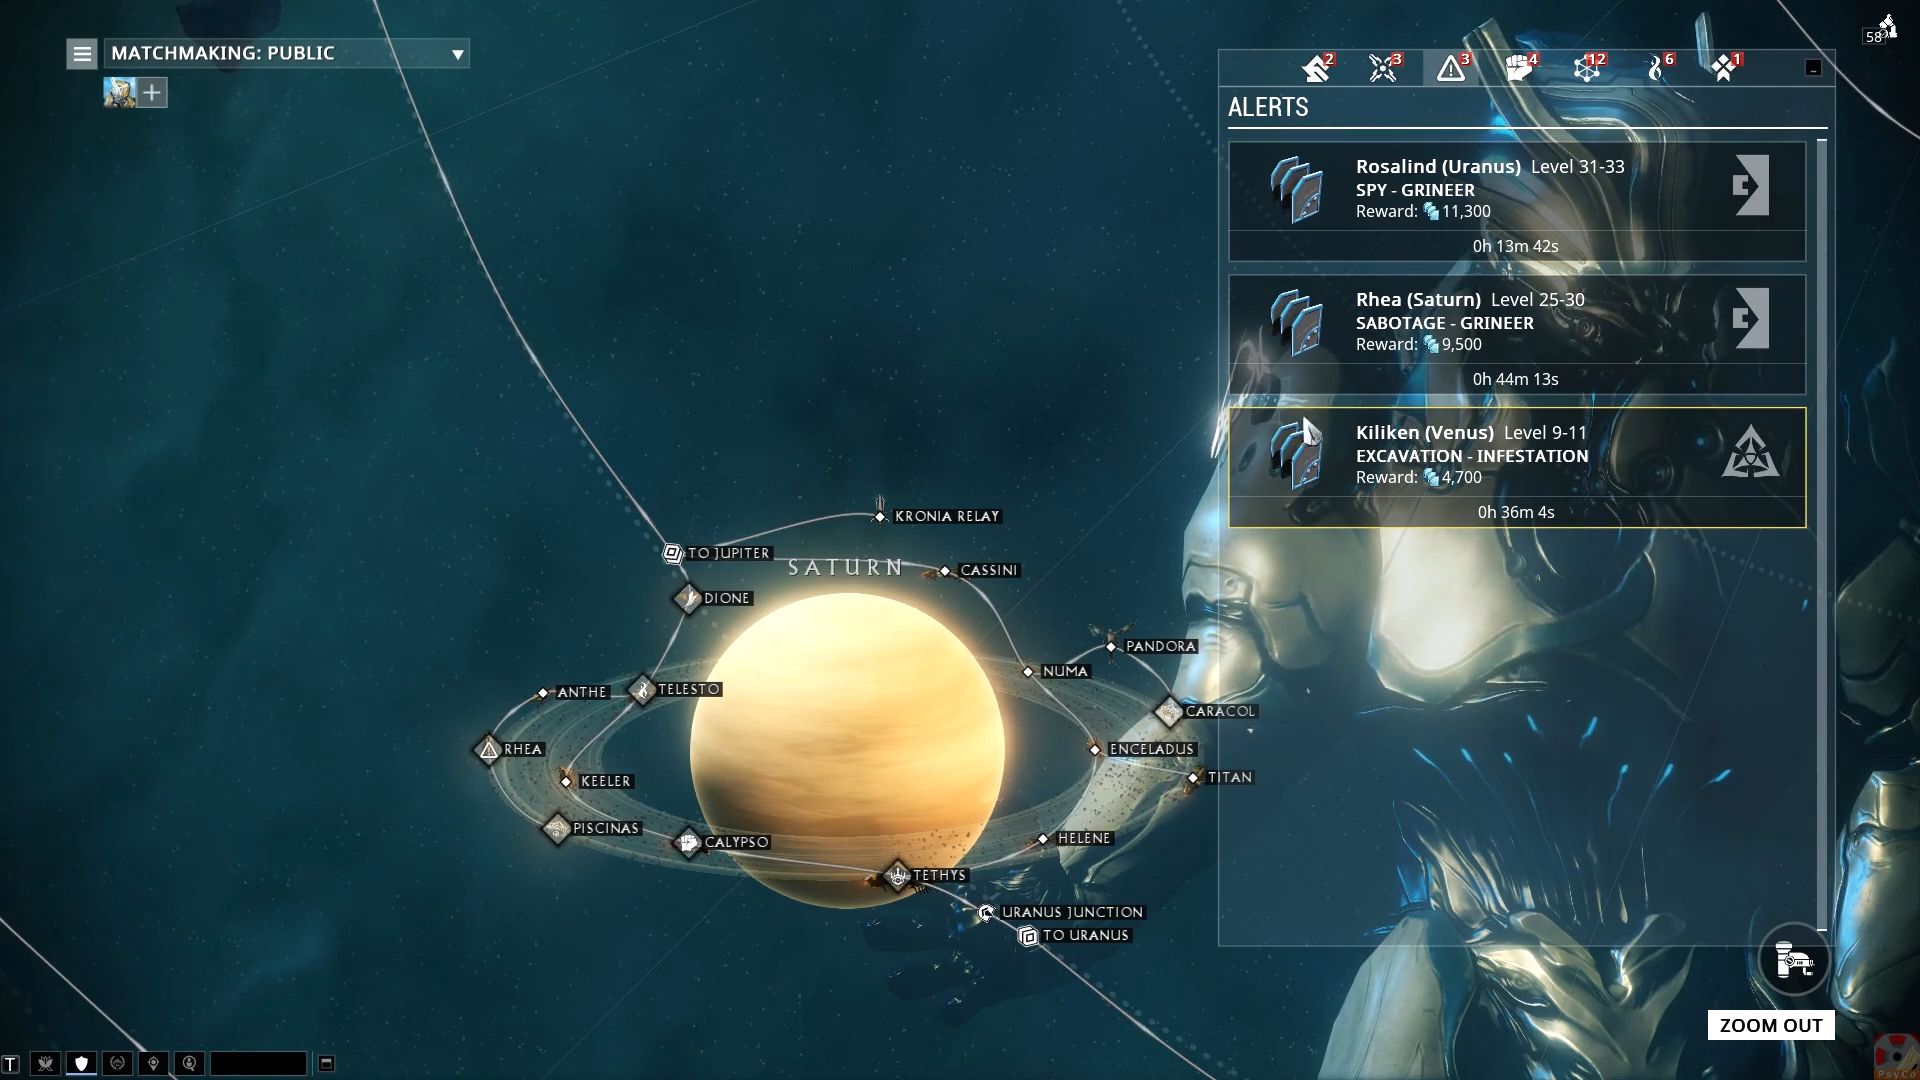 MATCHMAKING: PUBLIC
58
2
3
3
4
12
6
1
ALERTS
Rosalind (Uranus) Level 31-33
SPY - GRINEER
Reward: 11,300
0h 13m 42s
Rhea (Saturn) Level 25-30
SABOTAGE - GRINEER
Reward: 9,500
0h 44m 13s
Kiliken (Venus) Level 9-11
EXCAVATION - INFESTATION
Reward: 4,700
0h 36m 4s
KRONIA RELAY
TO JUPITER
SATURN
CASSINI
DIONE
PANDORA
NUMA
ANTHE
TELESTO
CARACOL
RHEA
ENCELADUS
KEELER
TITAN
PISCINAS
CALYPSO
HELENE
TETHYS
URANUS JUNCTION
TO URANUS
ZOOM OUT
T
PsyCo